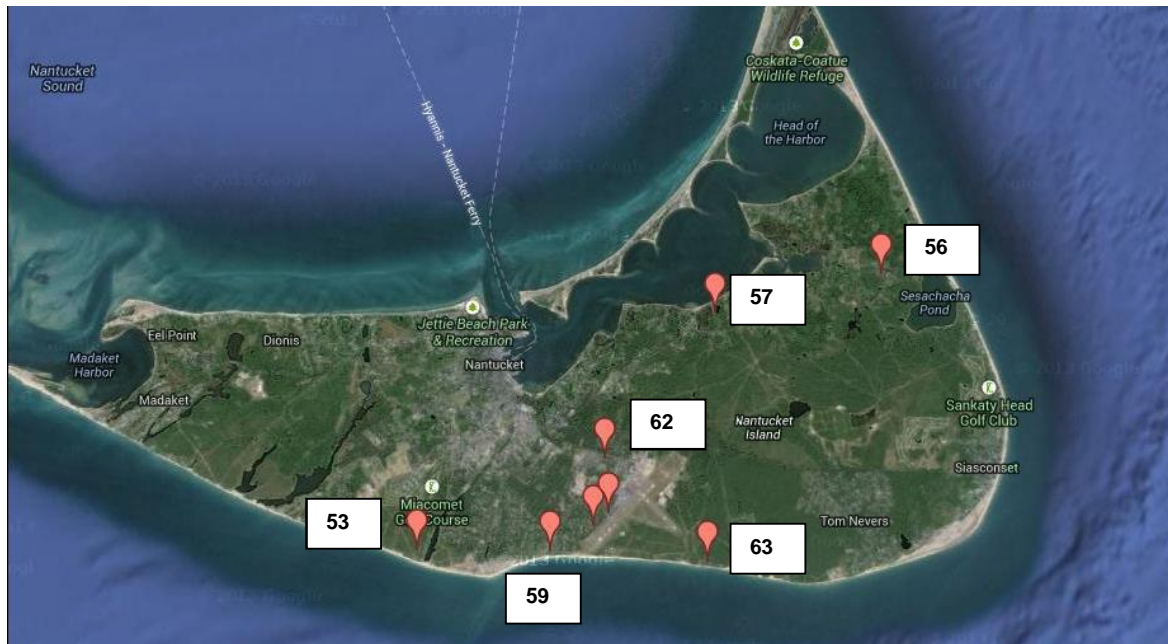 Nantucket
Sound
Coskata-Coatue
Wildlife Refuge
Head of
the Harbor
Hyannis - Nantucket Ferry
56
Sesachacha
Pond
57
Eel Point
Dionis
Jettie Beach Park
& Recreation
Nantucket
Madaket
Harbor
Madaket
Sankaty Head
Golf Club
62
Nantucket
Island
Siasconset
Miacomet
Golf Course
53
Tom Nevers
63
59